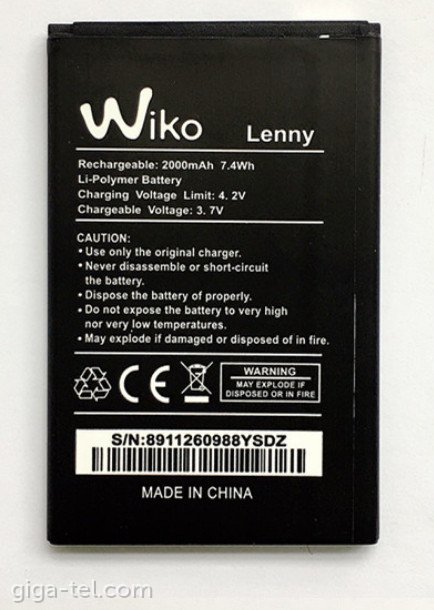 Wiko Lenny
Rechargeable: 2000mAh 7.4Wh
Li-Polymer Battery
Charging Voltage Limit: 4. 2V
Chargeable Voltage: 3. 7V
CAUTION:
• Use only the original charger.
• Never disassemble or short-circuit
the battery.
• Dispose the battery of properly.
• Do not expose the battery to very high
nor very low temperatures.
• May explode if damaged or disposed of in fire.
WARNING
MAY EXPLODE IF
DISPOSED OR IN FIRE
S/N:8911260988YSDZ
MADE IN CHINA
giga-tel.com